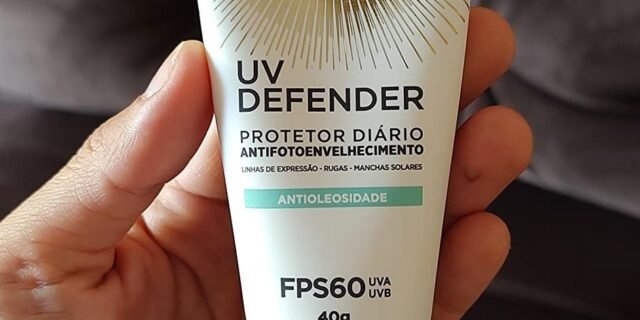 UV
DEFENDER
PROTETOR DIÁRIO
ANTIFOTOENVELHECIMENTO
LINHAS DE EXPRESSÃO - RUGAS - MANCHAS SOLARES
ANTIOLEOSIDADE
FPS60 UVA
UVB
40g